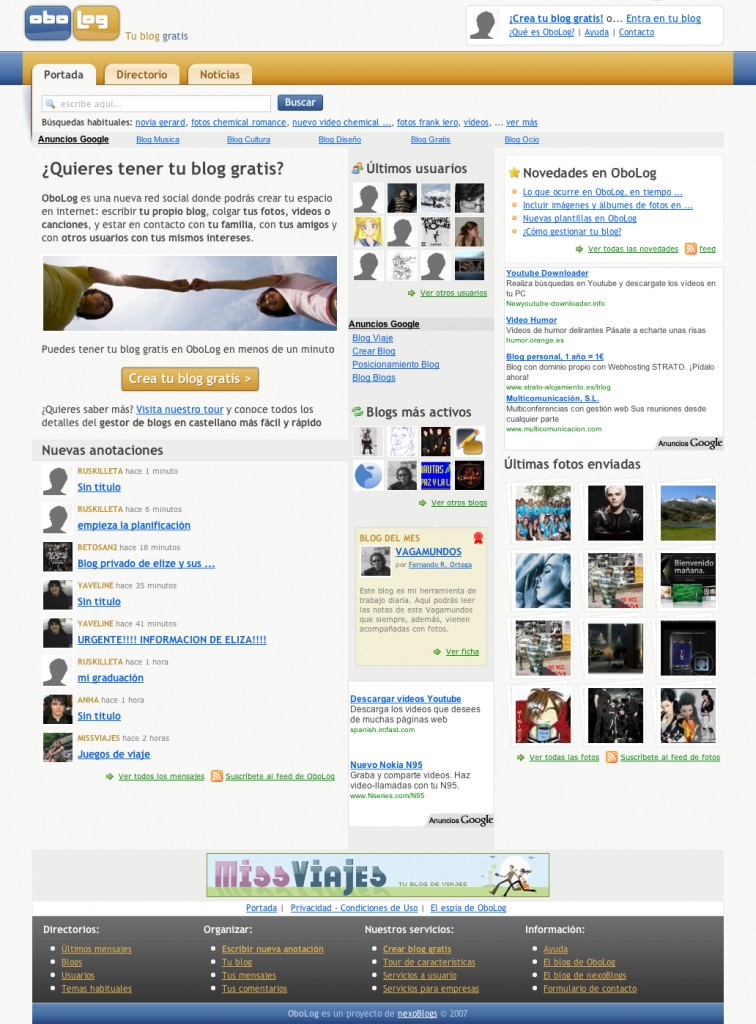 obo log
Tu blog gratis
¡Crea tu blog gratis! o... Entra en tu blog
¿Qué es OboLog? | Ayuda | Contacto
Portada Directorio Noticias
escribe aquí... Buscar
Búsquedas habituales: novia gerard, fotos chemical romance, nuevo video chemical ..., fotos frank iero, videos, ... ver más
Anuncios Google Blog Musica Blog Cultura Blog Diseño Blog Gratis Blog Ocio
¿Quieres tener tu blog gratis?
OboLog es una nueva red social donde podrás crear tu espacio
en internet: escribir tu propio blog, colgar tus fotos, videos o
canciones, y estar en contacto con tu familia, con tus amigos y
con otros usuarios con tus mismos intereses.
Puedes tener tu blog gratis en OboLog en menos de un minuto
Crea tu blog gratis >
¿Quieres saber más? Visita nuestro tour y conoce todos los
detalles del gestor de blogs en castellano más fácil y rápido
Nuevas anotaciones
RUSKILLETA hace 1 minuto
Sin titulo
RUSKILLETA hace 6 minutos
empieza la planificación
BETOSAN2 hace 18 minutos
Blog privado de elize y sus ...
YAVELINE hace 35 minutos
Sin titulo
YAVELINE hace 41 minutos
URGENTE!!!! INFORMACION DE ELIZA!!!!
RUSKILLETA hace 1 hora
mi graduación
ANHA hace 1 hora
Sin titulo
MISSVIAJES hace 2 horas
Juegos de viaje
Ver todos los mensajes Suscríbete al feed de OboLog
Últimos usuarios
Ver otros usuarios
Anuncios Google
Blog Viaje
Crear Blog
Posicionamiento Blog
Blog Blogs
Blogs más activos
NAUTAS
PAZ Y LA L
Ver otros blogs
BLOG DEL MES
VAGAMUNDOS
por Fernando R. Ortega
Este blog es mi herramienta de
trabajo diaria. Aquí podrás leer
las notas de este Vagamundos
que siempre, además, vienen
acompañadas con fotos.
Ver ficha
Descargar videos Youtube
Descarga los videos que desees
de muchas páginas web
spanish.ircfast.com
Nuevo Nokia N95
Graba y comparte videos. Haz
video-llamadas con tu N95.
www.Nseries.com/N95
Anuncios Google
Novedades en OboLog
Lo que ocurre en OboLog, en tiempo ...
Incluir imágenes y álbumes de fotos en ...
Nuevas plantillas en OboLog
¿Cómo gestionar tu blog?
Ver todas las novedades feed
Youtube Downloader
Realiza búsquedas en Youtube y descargate los vídeos en
tu PC
Newyoutube-downloader.info
Video Humor
Vídeos de humor delirantes Pásate a echarte unas risas
humor.orange.es
Blog personal, 1 año = 1€
Blog con dominio propio con Webhosting STRATO. ¡Pídalo
ahora!
www.strato-alojamiento.es/blog
Multicomunicación, S.L.
Multiconferencias con gestión web Sus reuniones desde
cualquier parte
www.multicomunicacion.com
Anuncios Google
Últimas fotos enviadas
Bienvenido
mañana.
Ver todas las fotos Suscríbete al feed de fotos
MissViajes TU BLOG DE VIAJES
Portada | Privacidad - Condiciones de Uso | El espía de OboLog
Directorios:
Últimos mensajes
Blogs
Usuarios
Temas habituales
Organizar:
Escribir nueva anotación
Tu blog
Tus mensajes
Tus comentarios
Nuestros servicios:
Crear blog gratis
Tour de características
Servicios a usuario
Servicios para empresas
Información:
Ayuda
El blog de OboLog
El blog de nexoBlogs
Formulario de contacto
OboLog es un proyecto de nexoBlogs © 2007